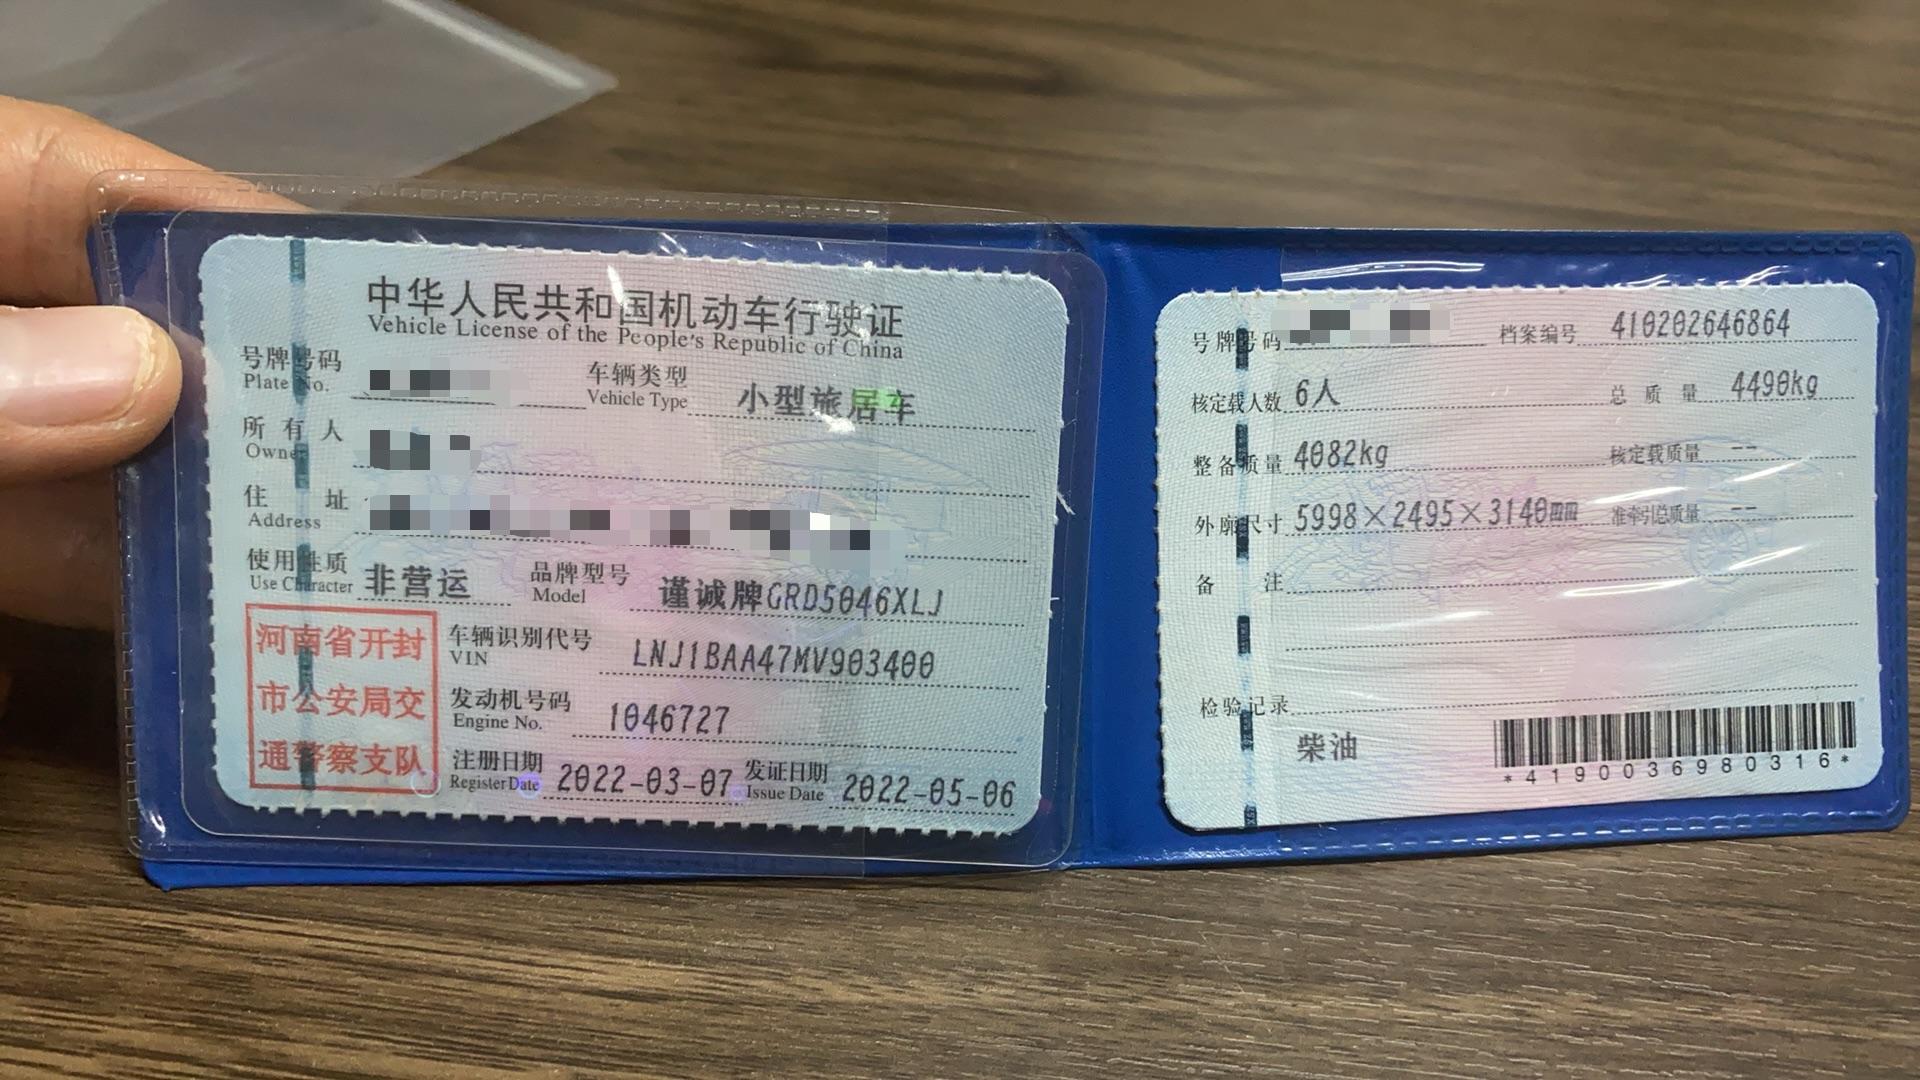 中华人民共和国机动车行驶证
Vehicle License of the People's Republic of China
号牌号码
Plate No.
车辆类型 小型旅居车
Vehicle Type
所有人
Owner
住址
Address
使用性质 非营运
Use Character
品牌型号 谨诚牌GRD5046XLJ
Model
河南省开封
市公安局交
通警察支队
车辆识别代号 LNJ1BAA47MV903400
VIN
发动机号码 1046727
Engine No.
注册日期 2022-03-07
Register Date
发证日期 2022-05-06
Issue Date
号牌号码 档案编号 410202646864
核定载人数 6人 总质量 4490kg
整备质量 4082kg 核定载质量 --
外廓尺寸 5998×2495×3140mm 准牵引总质量 --
备注
检验记录
柴油
*4190036980316*